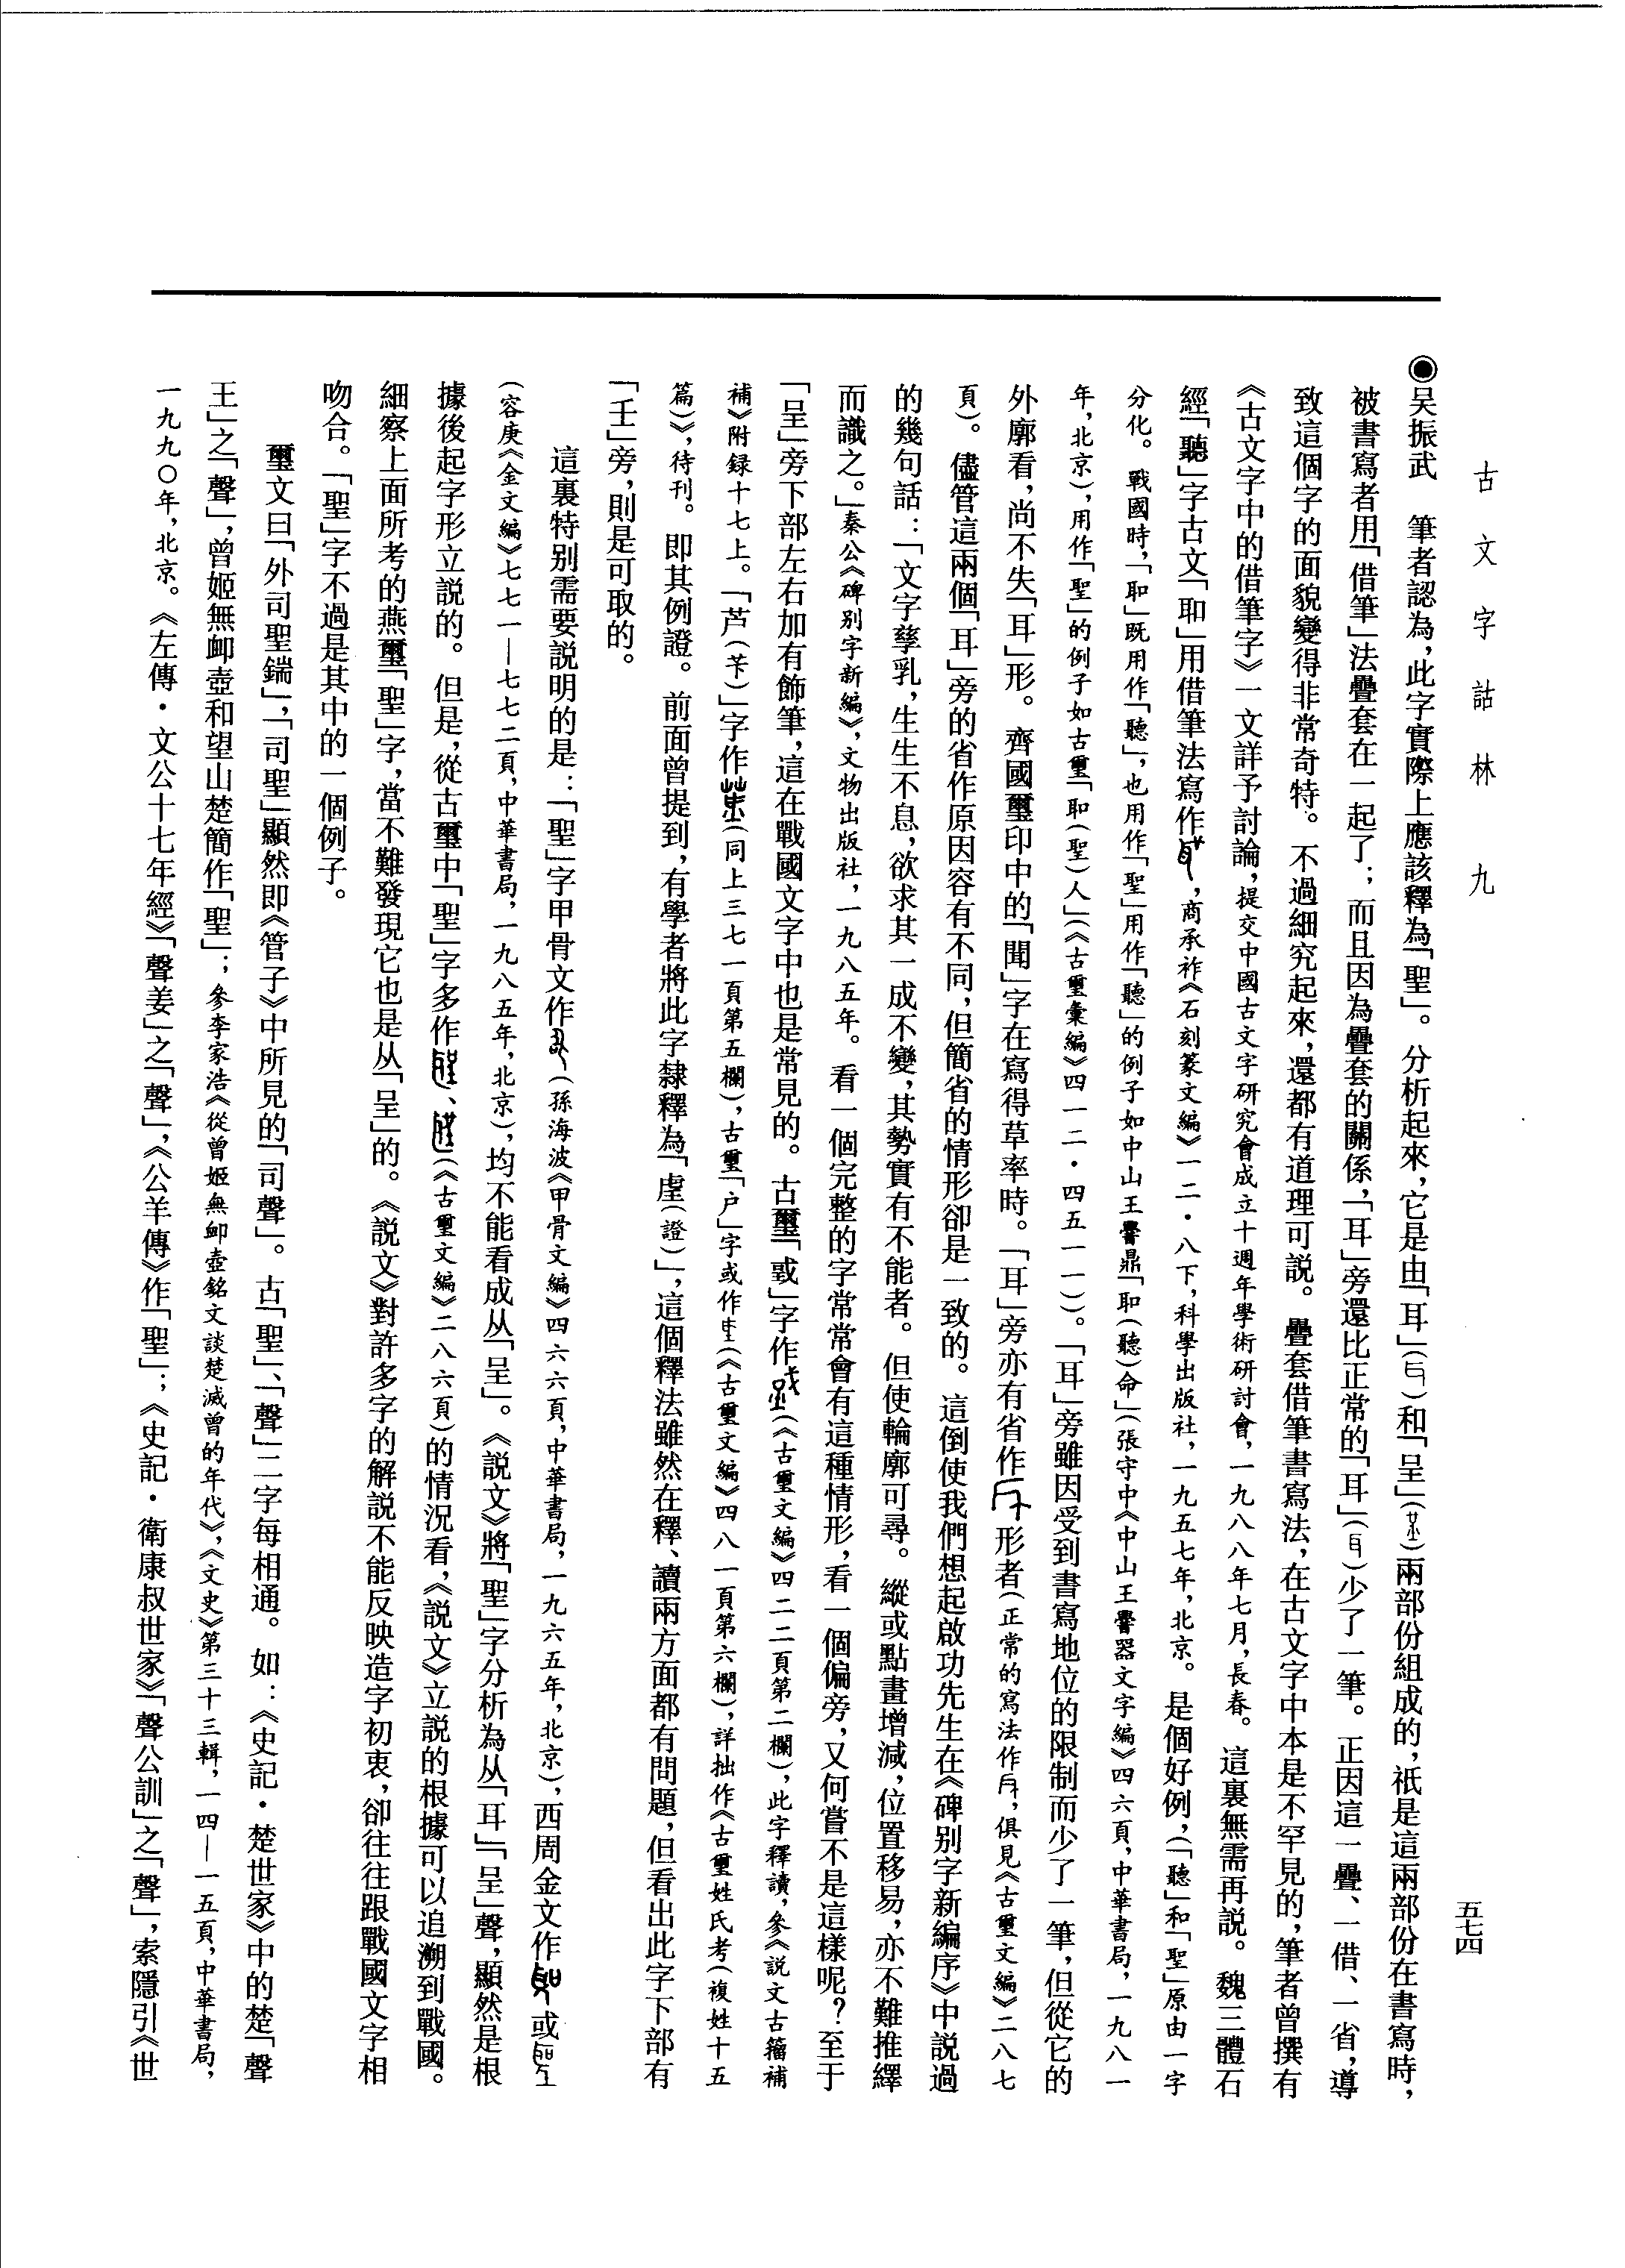 古文字詁林　九
五七四
◉吴振武　筆者認為，此字實際上應該釋為「聖」。分析起來，它是由「耳」（）和「呈」（）兩部份組成的，祇是這兩部份在書寫時，
被書寫者用「借筆」法疊套在一起了；而且因為疊套的關係，「耳」旁還比正常的「耳」（）少了一筆。正因這一疊、一借、一省，導
致這個字的面貌變得非常奇特。不過細究起來，還都有道理可説。疊套借筆書寫法，在古文字中本是不罕見的，筆者曾撰有
《古文字中的借筆字》一文詳予討論，提交中國古文字研究會成立十週年學術研討會，一九八八年七月，長春。這裏無需再説。魏三體石
經「聽」字古文「耴」用借筆法寫作，商承祚《石刻篆文編》一二・八下，科學出版社，一九五七年，北京。是個好例，（「聽」和「聖」原由一字
分化。戰國時，「耴」既用作「聽」，也用作「聖」用作「聽」的例子如中山王響鼎「耴（聽）命」（張守中《中山王響器文字編》四六頁，中華書局，一九八一
年，北京），用作「聖」的例子如古璽「耴（聖）人」（《古璽彙編》四一二・四五一一））。「耳」旁雖因受到書寫地位的限制而少了一筆，但從它的
外廓看，尚不失「耳」形。齊國璽印中的「聞」字在寫得草率時。「耳」旁亦有省作形者（正常的寫法作，俱見《古璽文編》二八七
頁）。儘管這兩個「耳」旁的省作原因容有不同，但簡省的情形卻是一致的。這倒使我們想起啟功先生在《碑别字新編序》中説過
的幾句話：「文字孳乳，生生不息，欲求其一成不變，其勢實有不能者。但使輪廓可尋。縱或點畫增減，位置移易，亦不難推繹
而識之。」秦公《碑别字新編》，文物出版社，一九八五年。看一個完整的字常常會有這種情形，看一個偏旁，又何嘗不是這樣呢？至于
「呈」旁下部左右加有飾筆，這在戰國文字中也是常見的。古璽「戜」字作（《古璽文編》四二二頁第二欄），此字釋讀，參《説文古籀補
補》附録十七上。「芦（苄）」字作（同上三七一頁第五欄），古璽「户」字或作（《古璽文編》四八一頁第六欄），詳拙作《古璽姓氏考（複姓十五
篇）》，待刊。即其例證。前面曾提到，有學者將此字隸釋為「虗（證）」，這個釋法雖然在釋、讀兩方面都有問題，但看出此字下部有
「壬」旁，則是可取的。
這裏特别需要説明的是：「聖」字甲骨文作（孫海波《甲骨文編》四六六頁，中華書局，一九六五年，北京），西周金文作或
（容庚《金文編》七七一—七七二頁，中華書局，一九八五年，北京），均不能看成从「呈」。《説文》將「聖」字分析為从「耳」「呈」聲，顯然是根
據後起字形立説的。但是，從古璽中「聖」字多作、（《古璽文編》二八六頁）的情況看，《説文》立説的根據可以追溯到戰國。
細察上面所考的燕璽「聖」字，當不難發現它也是从「呈」的。《説文》對許多字的解説不能反映造字初衷，卻往往跟戰國文字相
吻合。「聖」字不過是其中的一個例子。
璽文曰「外司聖鍴」，「司聖」顯然即《管子》中所見的「司聲」。古「聖」、「聲」二字每相通。如：《史記・楚世家》中的楚「聲
王」之「聲」，曾姬無卹壺和望山楚簡作「聖」；參李家浩《從曾姬無卹壺銘文談楚滅曾的年代》，《文史》第三十三輯，一四—一五頁，中華書局，
一九九〇年，北京。《左傳・文公十七年經》「聲姜」之「聲」，《公羊傳》作「聖」；《史記・衛康叔世家》「聲公訓」之「聲」，索隱引《世